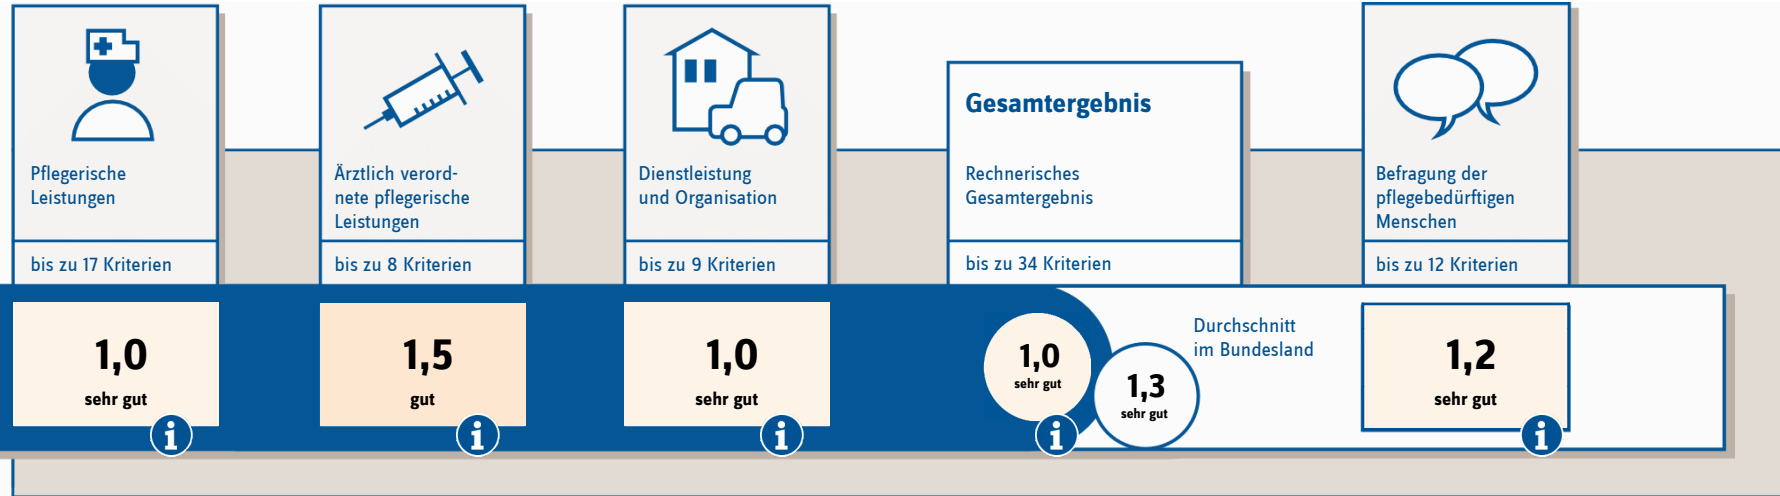 Pflegerische
Leistungen
bis zu 17 Kriterien
1,0
sehr gut
i
Ärztlich verord-
nete pflegerische
Leistungen
bis zu 8 Kriterien
1,5
gut
i
Dienstleistung
und Organisation
bis zu 9 Kriterien
1,0
sehr gut
i
Gesamtergebnis
Rechnerisches
Gesamtergebnis
bis zu 34 Kriterien
1,0
sehr gut
i
Durchschnitt
im Bundesland
1,3
sehr gut
Befragung der
pflegebedürftigen
Menschen
bis zu 12 Kriterien
1,2
sehr gut
i